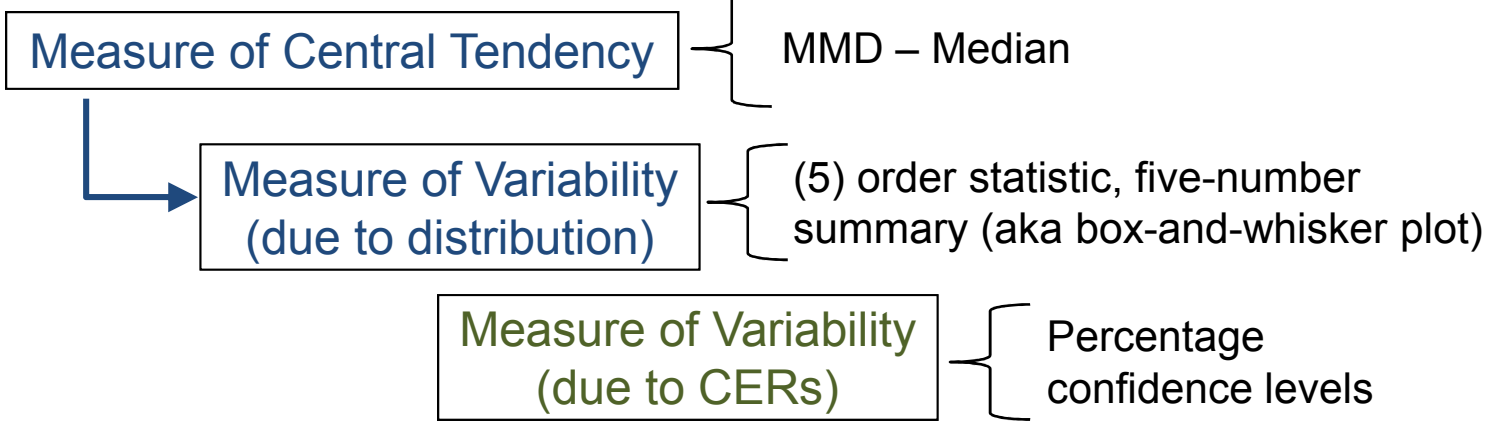 Measure of Central Tendency
MMD – Median
Measure of Variability
(due to distribution)
(5) order statistic, five-number
summary (aka box-and-whisker plot)
Measure of Variability
(due to CERs)
Percentage
confidence levels